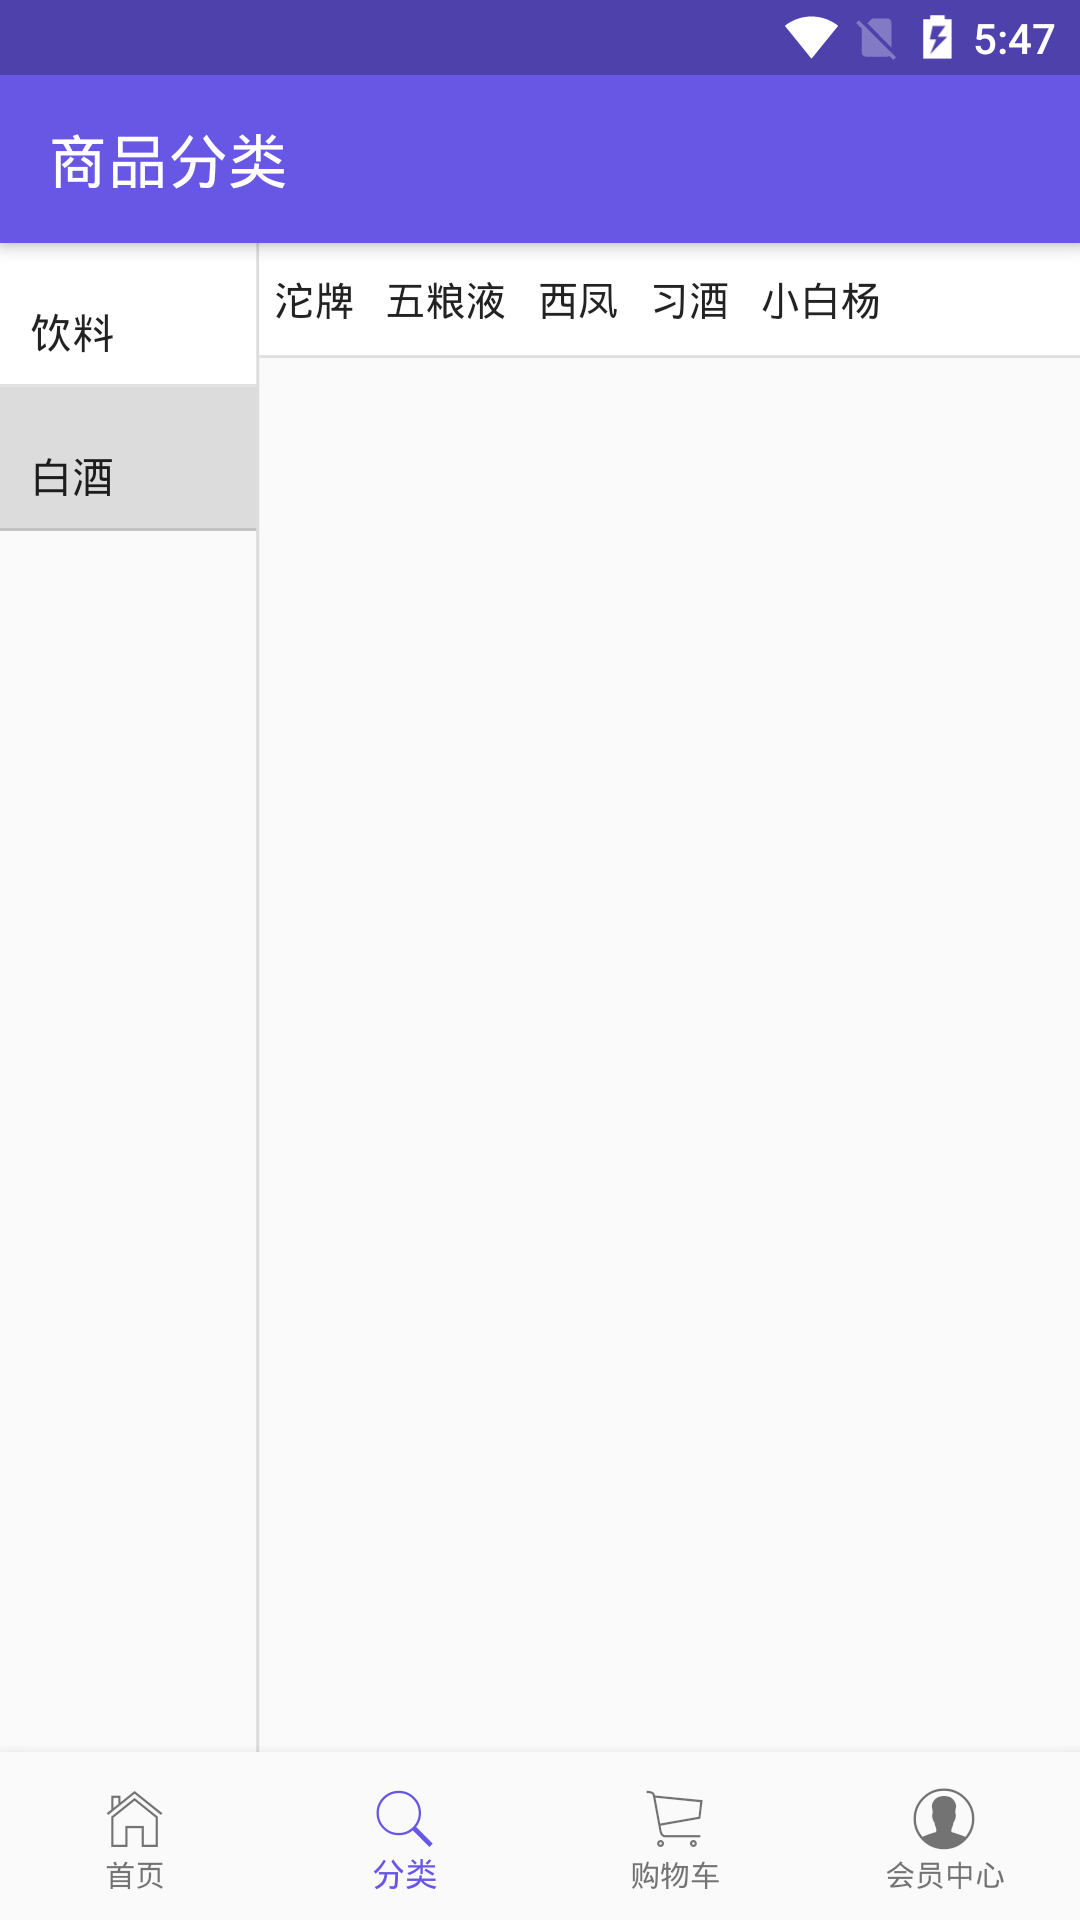 5:47
商品分类
饮料
白酒
沱牌 五粮液 西凤 习酒 小白杨
首页 分类 购物车 会员中心